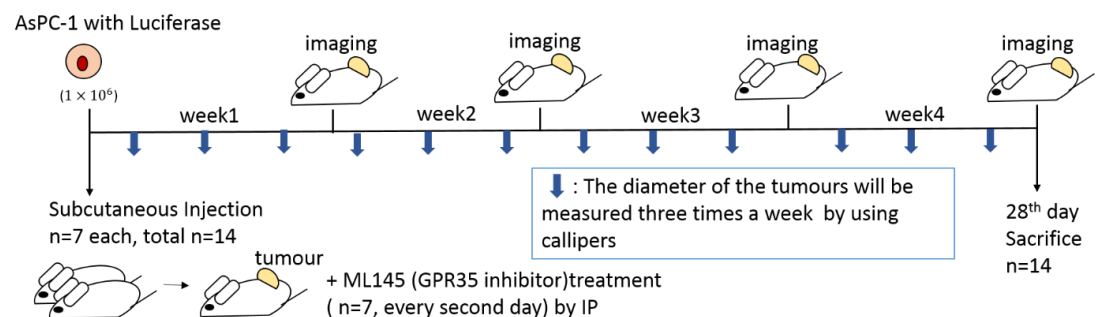 AsPC-1 with Luciferase
(1 × 10⁶)
imaging
imaging
imaging
imaging
week1
week2
week3
week4
: The diameter of the tumours will be
measured three times a week by using
callipers
Subcutaneous Injection
n=7 each, total n=14
28th day
Sacrifice
n=14
tumour
+ ML145 (GPR35 inhibitor)treatment
( n=7, every second day) by IP